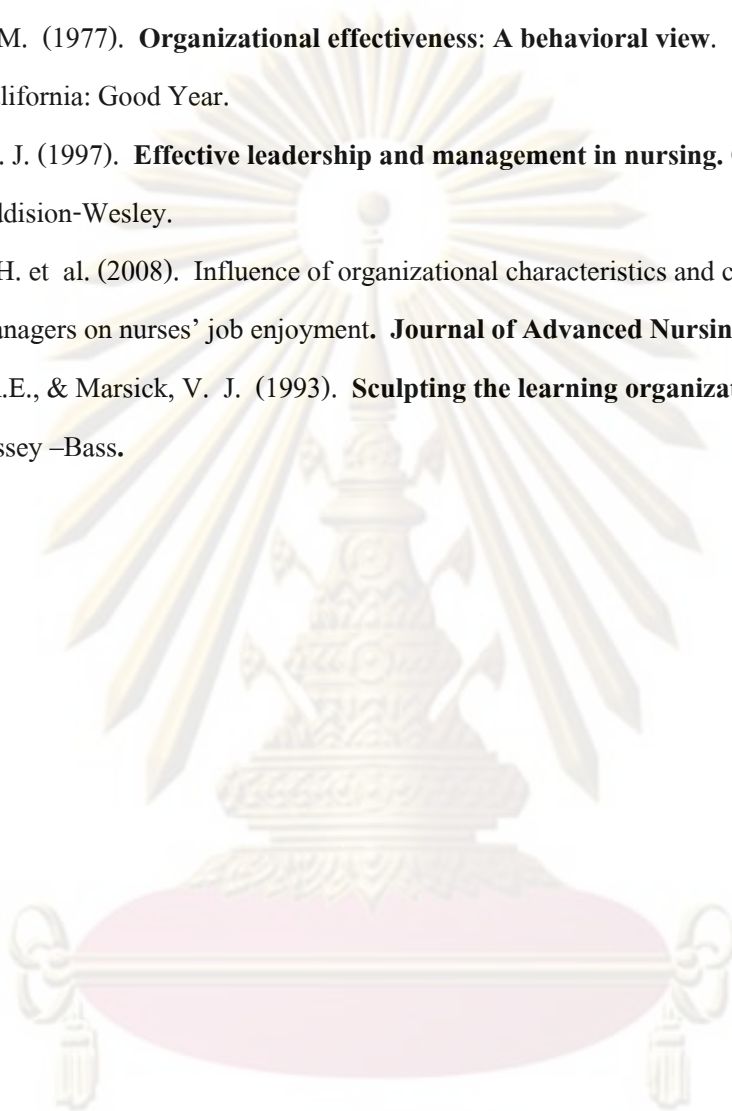 M. (1977). Organizational effectiveness: A behavioral view.
lifornia: Good Year.
. J. (1997). Effective leadership and management in nursing.
ddision-Wesley.
H. et al. (2008). Influence of organizational characteristics and c
anagers on nurses’ job enjoyment. Journal of Advanced Nursin
.E., & Marsick, V. J. (1993). Sculpting the learning organizat
ssey –Bass.